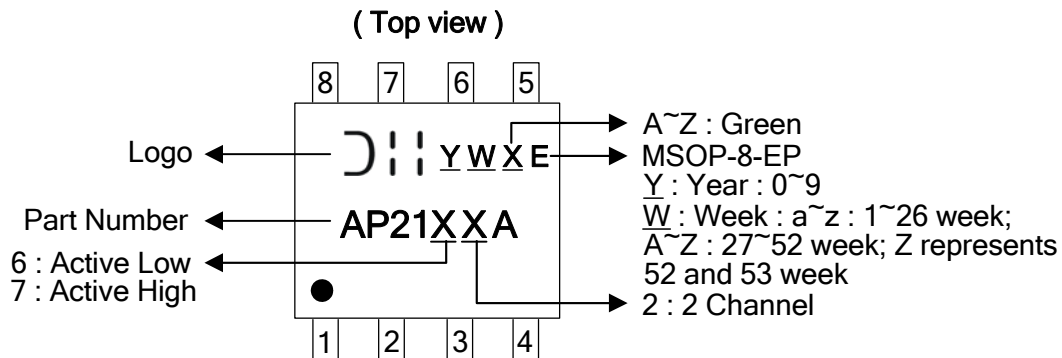 ( Top view )
8 7 6 5
Logo
Y W X E
A~Z : Green
MSOP-8-EP
Y : Year : 0~9
W : Week : a~z : 1~26 week;
A~Z : 27~52 week; Z represents
52 and 53 week
Part Number
AP21XXA
6 : Active Low
7 : Active High
2 : 2 Channel
1 2 3 4